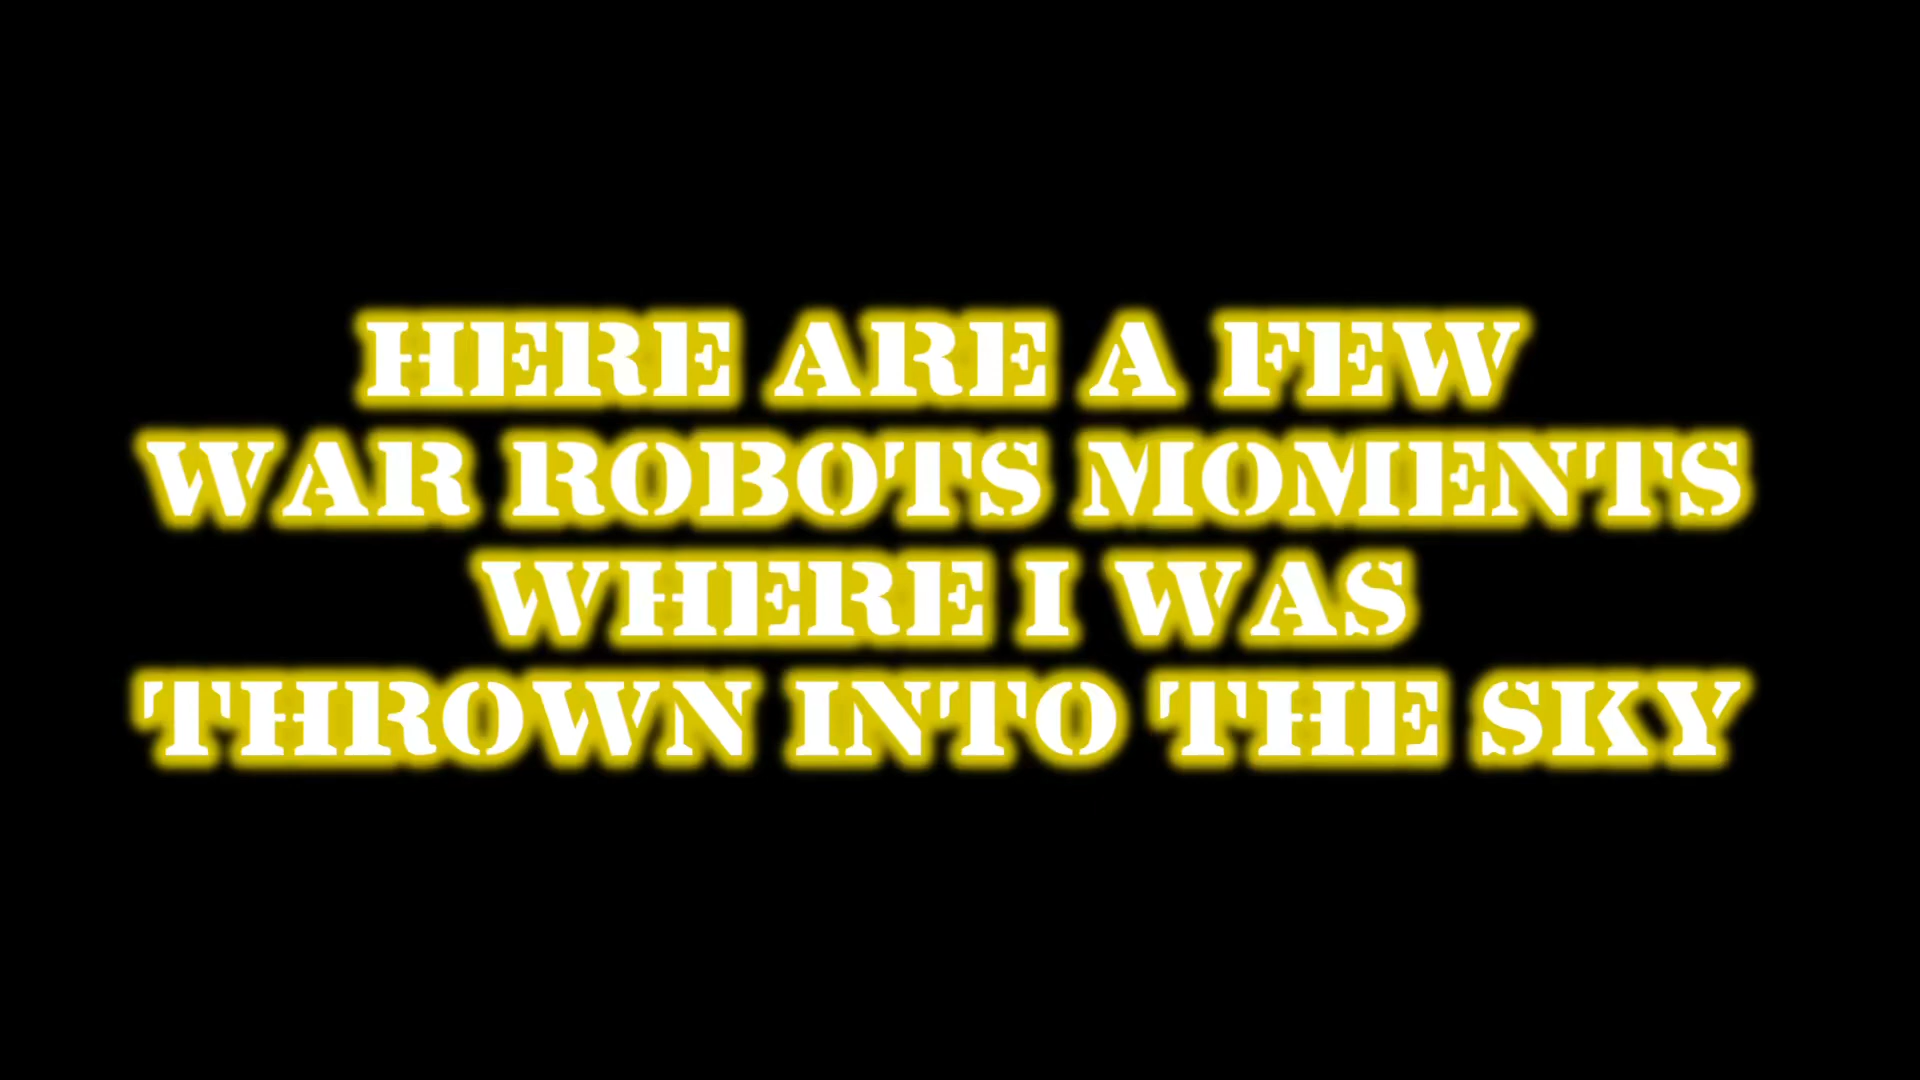 HERE ARE A FEW
WAR ROBOTS MOMENTS
WHERE I WAS
THROWN INTO THE SKY